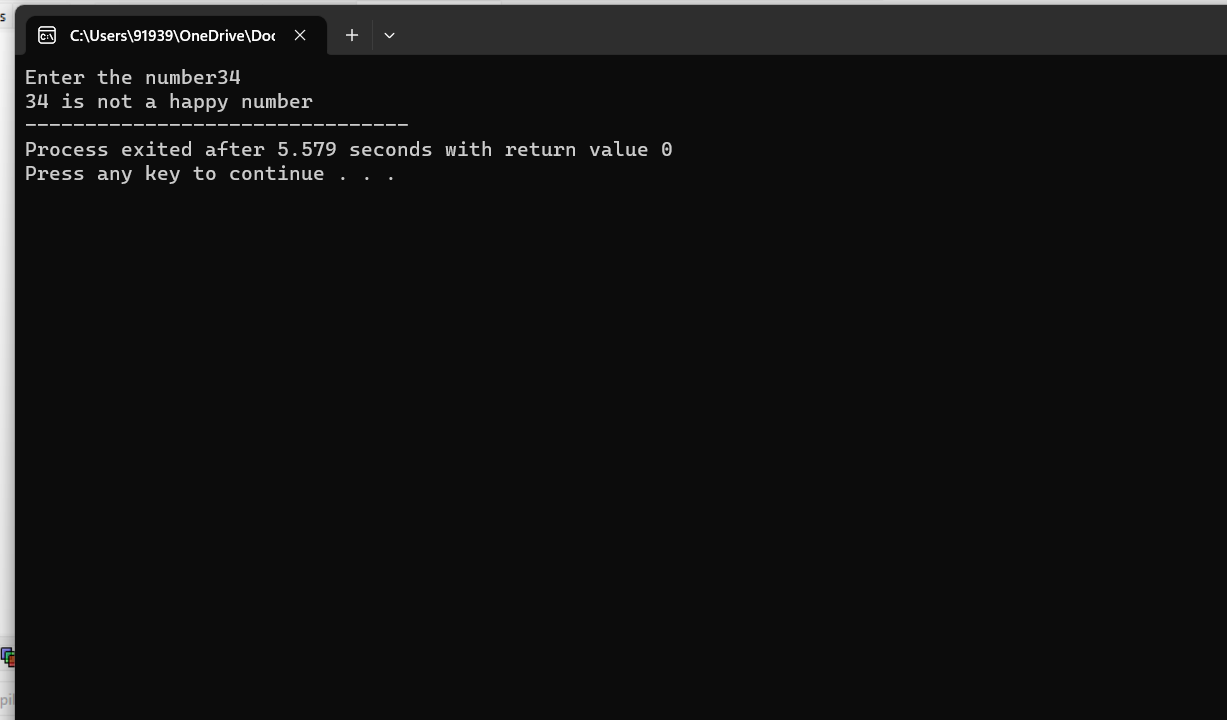 s
C:\Users\91939\OneDrive\Doc
Enter the number34
34 is not a happy number
--------------------------------
Process exited after 5.579 seconds with return value 0
Press any key to continue . . .
pil